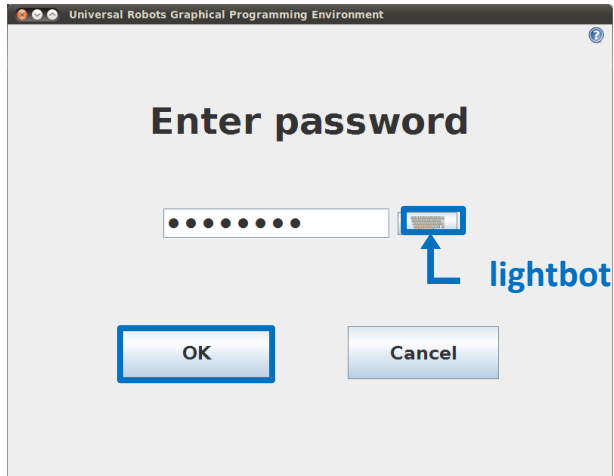 Universal Robots Graphical Programming Environment
?
Enter password
●●●●●●●●
lightbot
OK Cancel